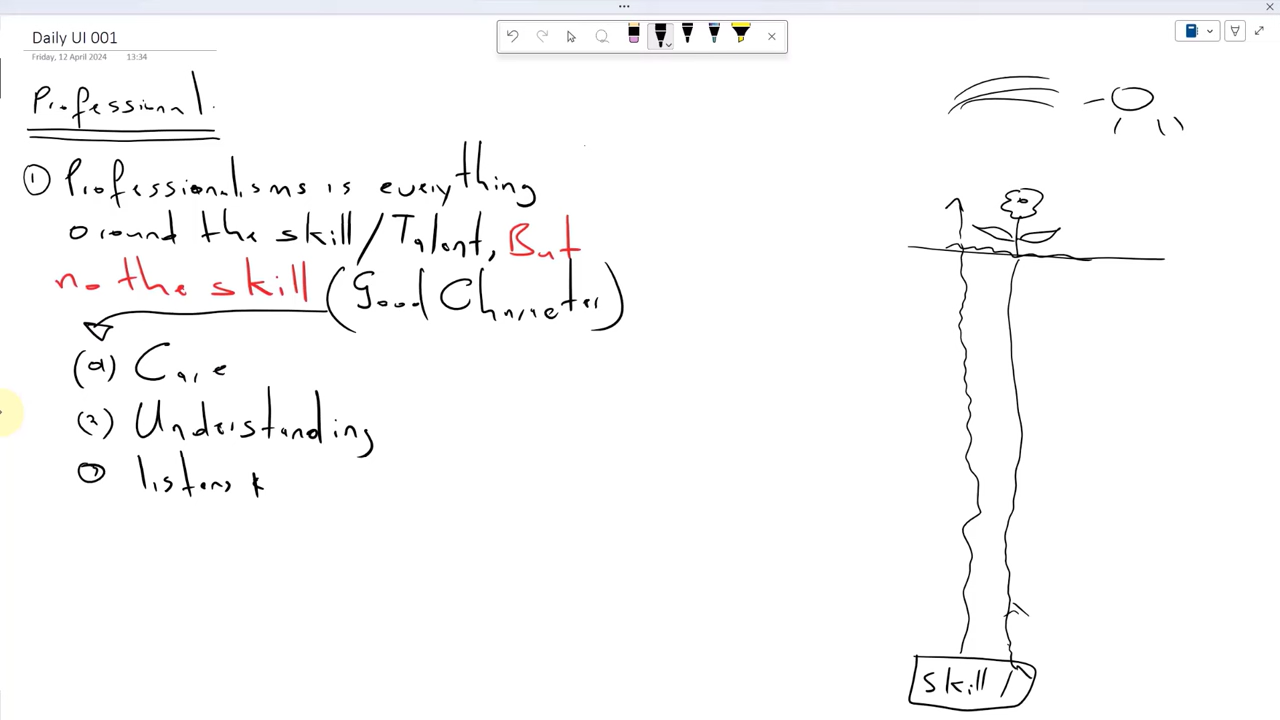 Daily UI 001
Friday, 12 April 2024 13:34
Professional.
① Professionalisms is everything
around the skill/Talent, But
no the skill (Good Character)
(a) Care
(2) Understanding
listens
Skill /